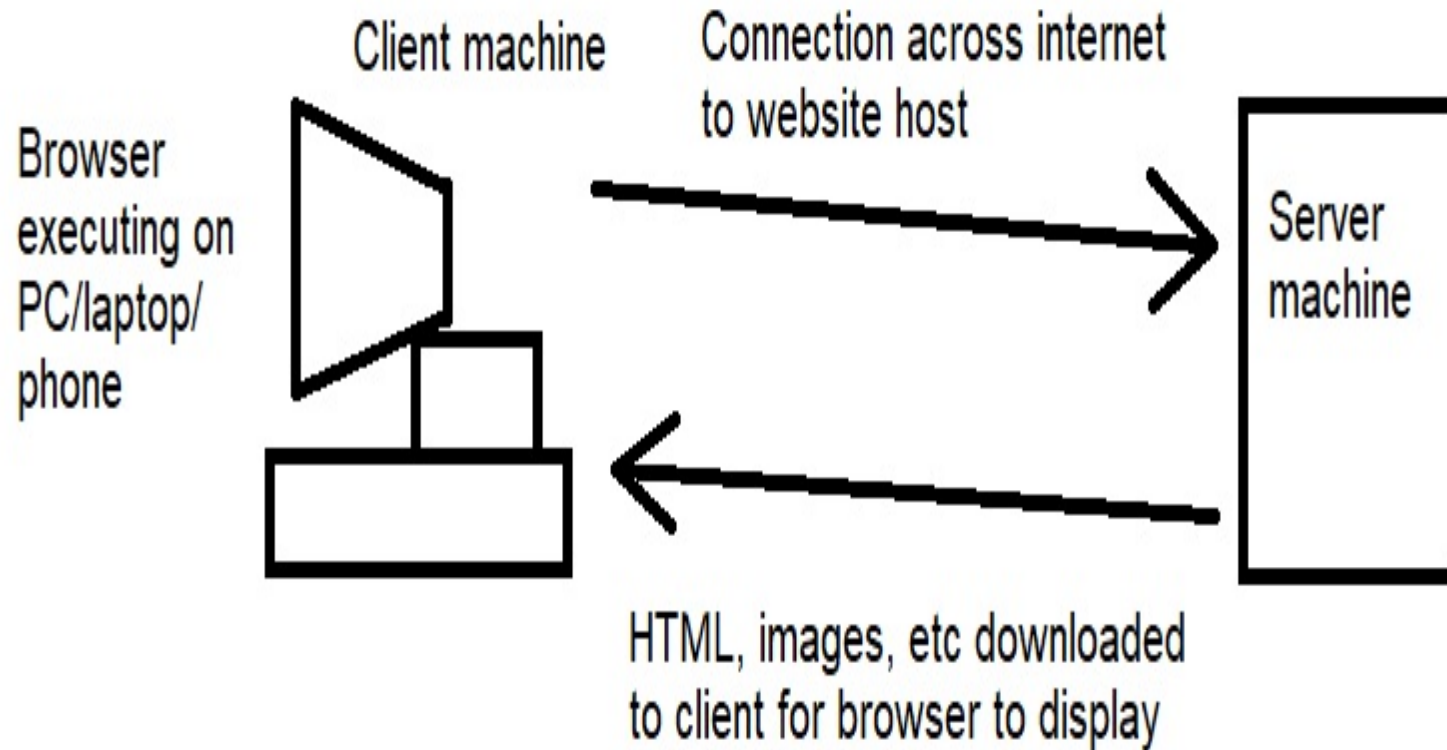 Client machine
Connection across internet
to website host
Browser
executing on
PC/laptop/
phone
Server
machine
HTML, images, etc downloaded
to client for browser to display